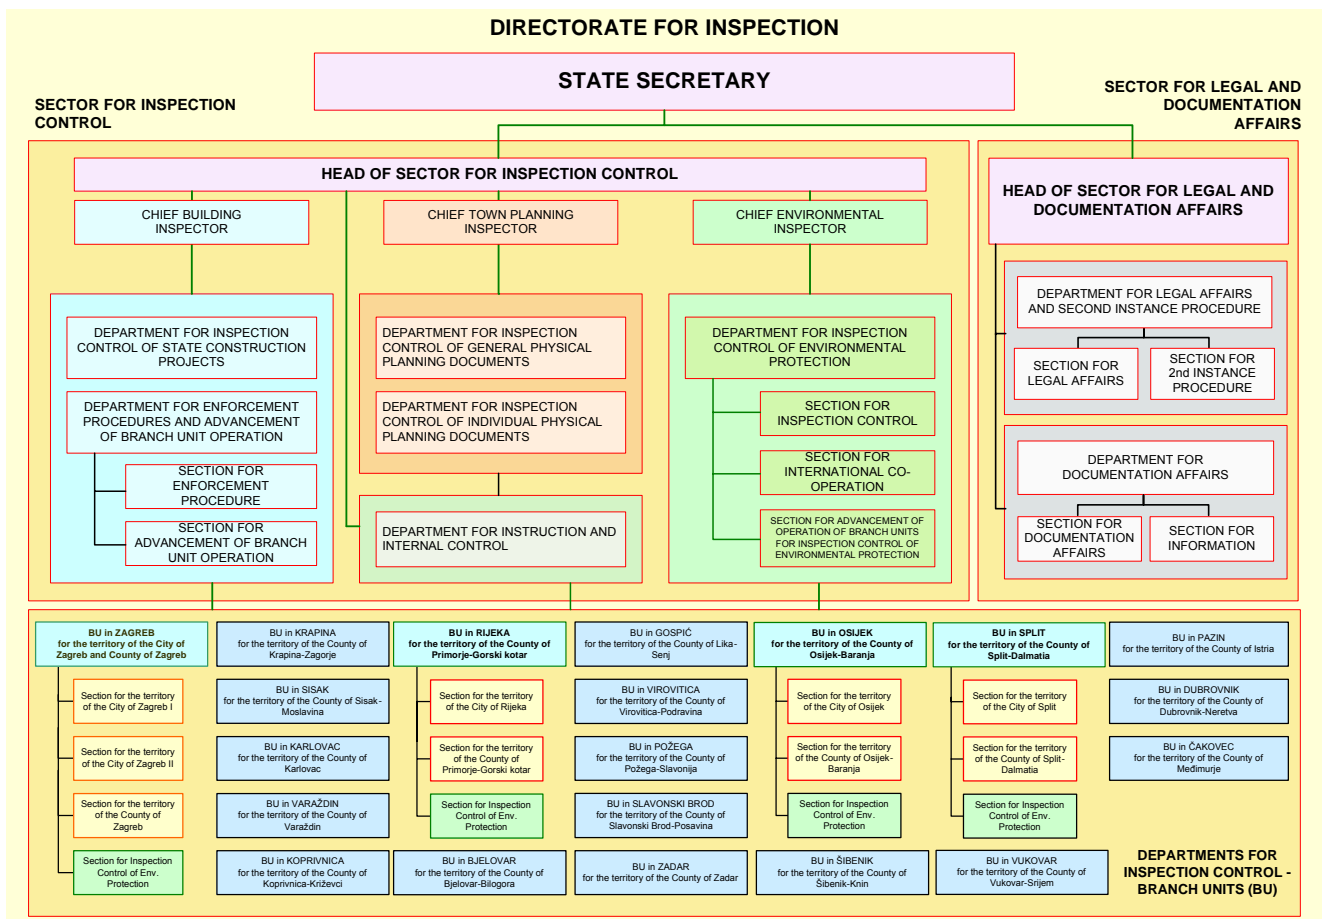 DIRECTORATE FOR INSPECTION
STATE SECRETARY
SECTOR FOR INSPECTION
CONTROL
SECTOR FOR LEGAL AND
DOCUMENTATION
AFFAIRS
HEAD OF SECTOR FOR INSPECTION CONTROL
CHIEF BUILDING
INSPECTOR
CHIEF TOWN PLANNING
INSPECTOR
CHIEF ENVIRONMENTAL
INSPECTOR
HEAD OF SECTOR FOR LEGAL AND
DOCUMENTATION AFFAIRS
DEPARTMENT FOR INSPECTION
CONTROL OF STATE CONSTRUCTION
PROJECTS
DEPARTMENT FOR ENFORCEMENT
PROCEDURES AND ADVANCEMENT
OF BRANCH UNIT OPERATION
SECTION FOR
ENFORCEMENT
PROCEDURE
SECTION FOR
ADVANCEMENT OF BRANCH
UNIT OPERATION
DEPARTMENT FOR INSPECTION
CONTROL OF GENERAL PHYSICAL
PLANNING DOCUMENTS
DEPARTMENT FOR INSPECTION
CONTROL OF INDIVIDUAL PHYSICAL
PLANNING DOCUMENTS
DEPARTMENT FOR INSTRUCTION AND
INTERNAL CONTROL
DEPARTMENT FOR INSPECTION
CONTROL OF ENVIRONMENTAL
PROTECTION
SECTION FOR
INSPECTION CONTROL
SECTION FOR
INTERNATIONAL CO-
OPERATION
SECTION FOR ADVANCEMENT OF
OPERATION OF BRANCH UNITS
FOR INSPECTION CONTROL OF
ENVIRONMENTAL PROTECTION
DEPARTMENT FOR LEGAL AFFAIRS
AND SECOND INSTANCE PROCEDURE
SECTION FOR
LEGAL AFFAIRS
SECTION FOR
2nd INSTANCE
PROCEDURE
DEPARTMENT FOR
DOCUMENTATION AFFAIRS
SECTION FOR
DOCUMENTATION
AFFAIRS
SECTION FOR
INFORMATION
BU in ZAGREB
for the territory of the City of
Zagreb and County of Zagreb
Section for the territory
of the City of Zagreb I
Section for the territory
of the City of Zagreb II
Section for the territory
of the County of
Zagreb
Section for Inspection
Control of Env.
Protection
BU in KRAPINA
for the territory of the County of
Krapina-Zagorje
BU in SISAK
for the territory of the County of Sisak-
Moslavina
BU in KARLOVAC
for the territory of the County of
Karlovac
BU in VARAŽDIN
for the territory of the County of
Varaždin
BU in KOPRIVNICA
for the territory of the County of
Koprivnica-Križevci
BU in RIJEKA
for the territory of the County of
Primorje-Gorski kotar
Section for the territory
of the City of Rijeka
Section for the territory
of the County of
Primorje-Gorski kotar
Section for Inspection
Control of Env.
Protection
BU in BJELOVAR
for the territory of the County of
Bjelovar-Bilogora
BU in GOSPIĆ
for the territory of the County of Lika-
Senj
BU in VIROVITICA
for the territory of the County of
Virovitica-Podravina
BU in POŽEGA
for the territory of the County of
Požega-Slavonija
BU in SLAVONSKI BROD
for the territory of the County of
Slavonski Brod-Posavina
BU in ZADAR
for the territory of the County of Zadar
BU in OSIJEK
for the territory of the County of
Osijek-Baranja
Section for the territory
of the City of Osijek
Section for the territory
of the County of Osijek-
Baranja
Section for Inspection
Control of Env.
Protection
BU in ŠIBENIK
for the territory of the County of
Šibenik-Knin
BU in SPLIT
for the territory of the County of
Split-Dalmatia
Section for the territory
of the City of Split
Section for the territory
of the County of Split-
Dalmatia
Section for Inspection
Control of Env.
Protection
BU in VUKOVAR
for the territory of the County of
Vukovar-Srijem
BU in PAZIN
for the territory of the County of Istria
BU in DUBROVNIK
for the territory of the County of
Dubrovnik-Neretva
BU in ČAKOVEC
for the territory of the County of
Međimurje
DEPARTMENTS FOR
INSPECTION CONTROL -
BRANCH UNITS (BU)